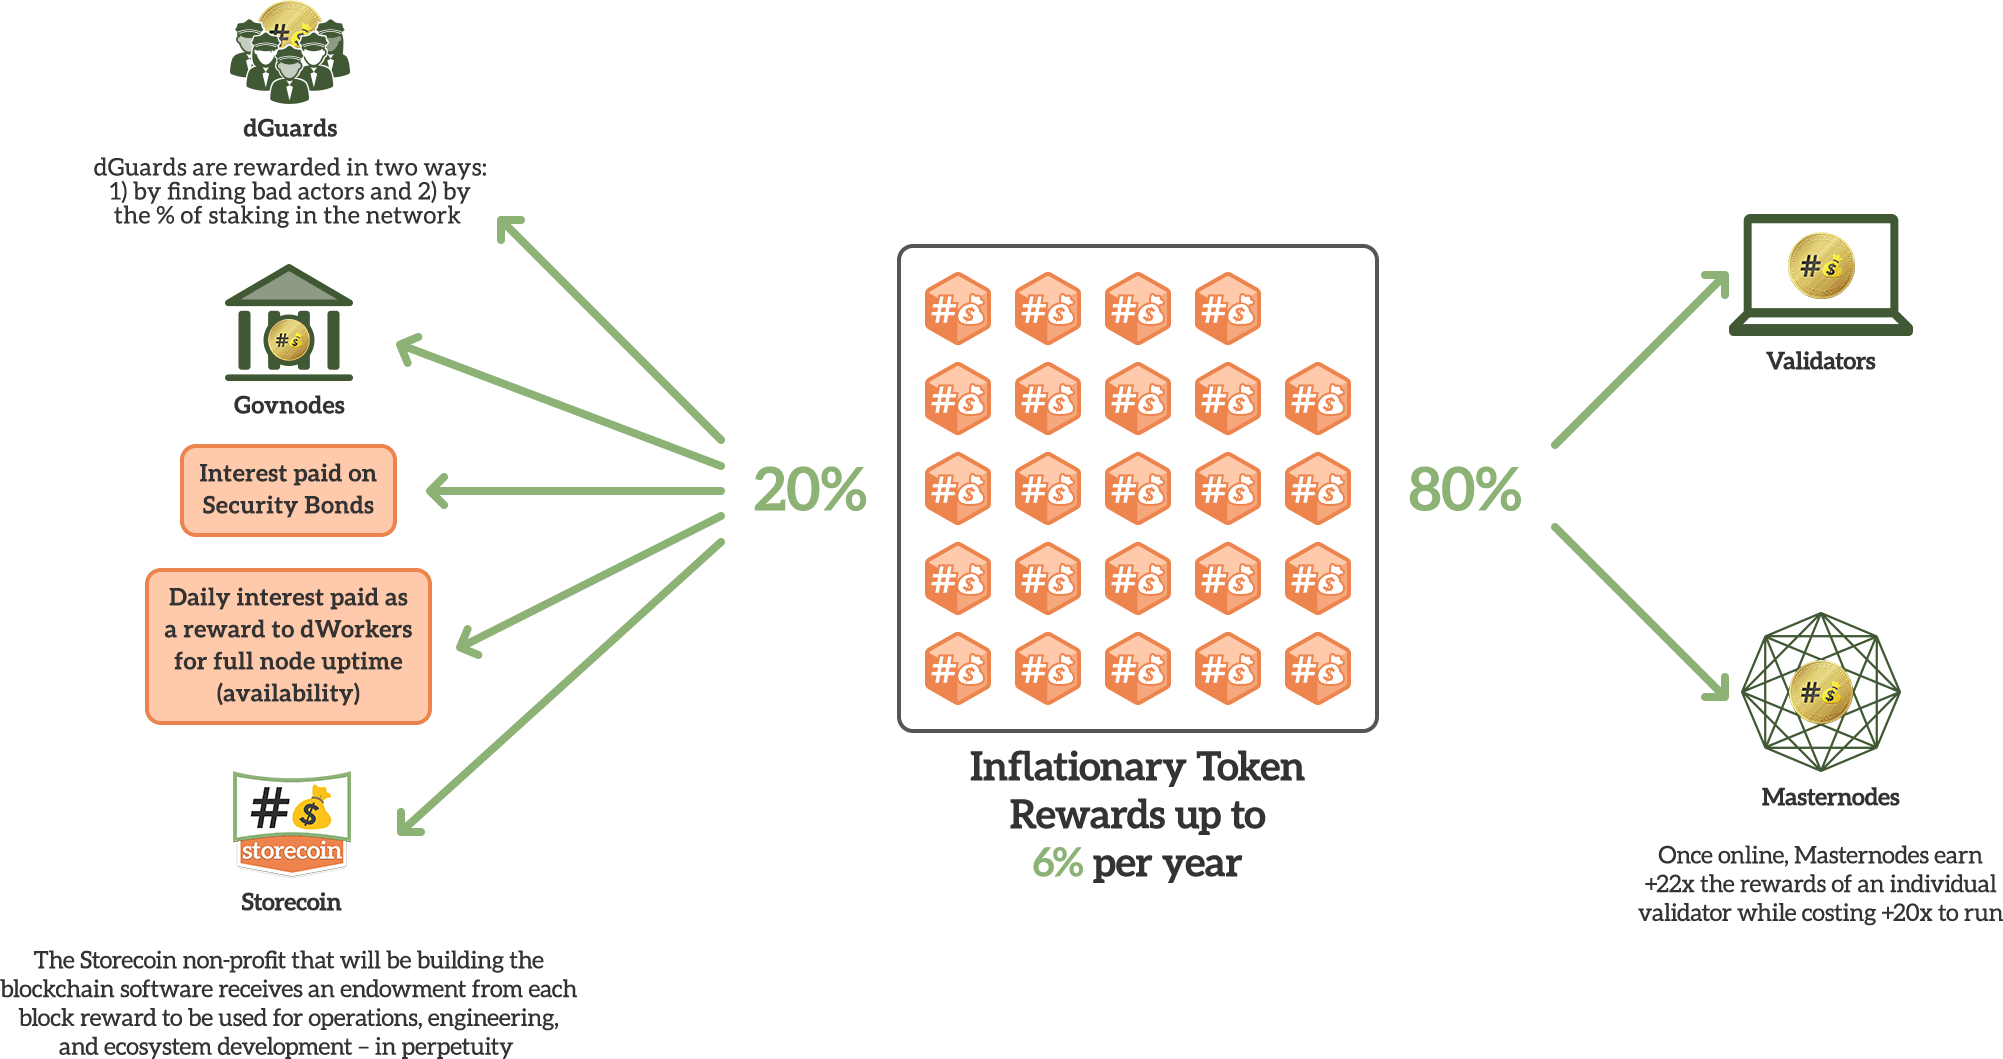 dGuards
dGuards are rewarded in two ways:
1) by finding bad actors and 2) by
the % of staking in the network
Govnodes
Interest paid on
Security Bonds
Daily interest paid as
a reward to dWorkers
for full node uptime
(availability)
storecoin
Storecoin
The Storecoin non-profit that will be building the
blockchain software receives an endowment from each
block reward to be used for operations, engineering,
and ecosystem development – in perpetuity
20%
Inflationary Token
Rewards up to
6% per year
80%
Validators
Masternodes
Once online, Masternodes earn
+22x the rewards of an individual
validator while costing +20x to run